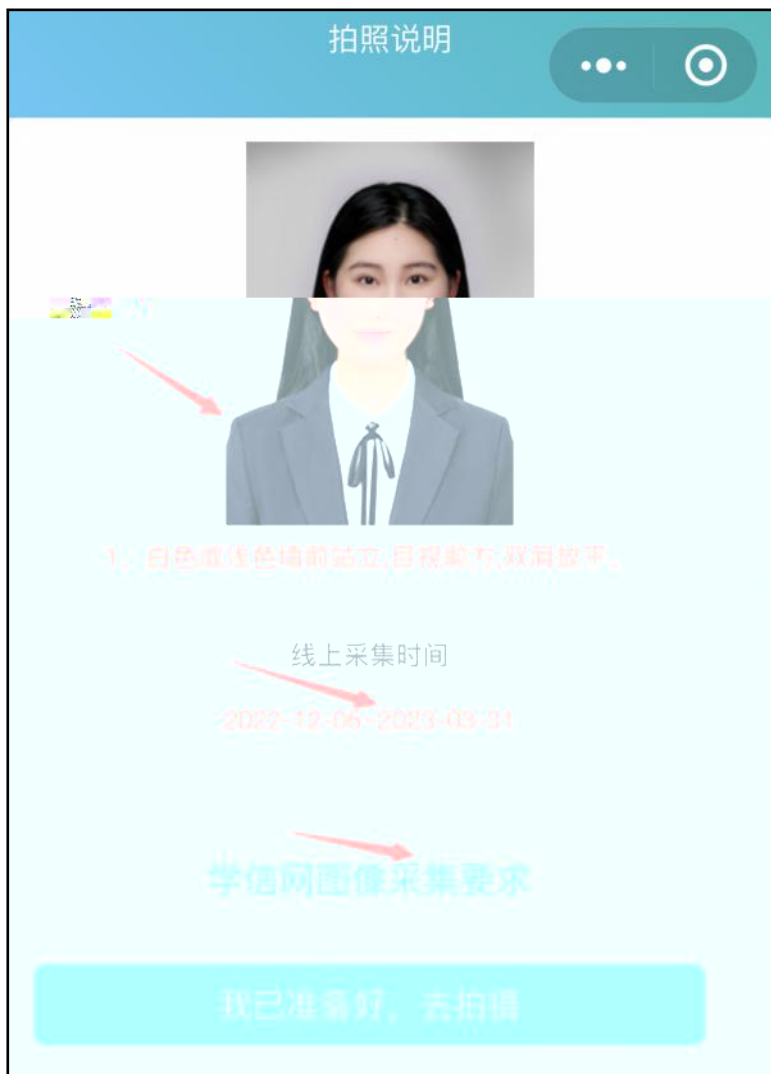 拍照说明
1、白色或浅色墙前站立,目视前方,双肩放平。
线上采集时间
2022-12-06-2023-03-31
学信网图像采集要求
我已准备好，去拍摄